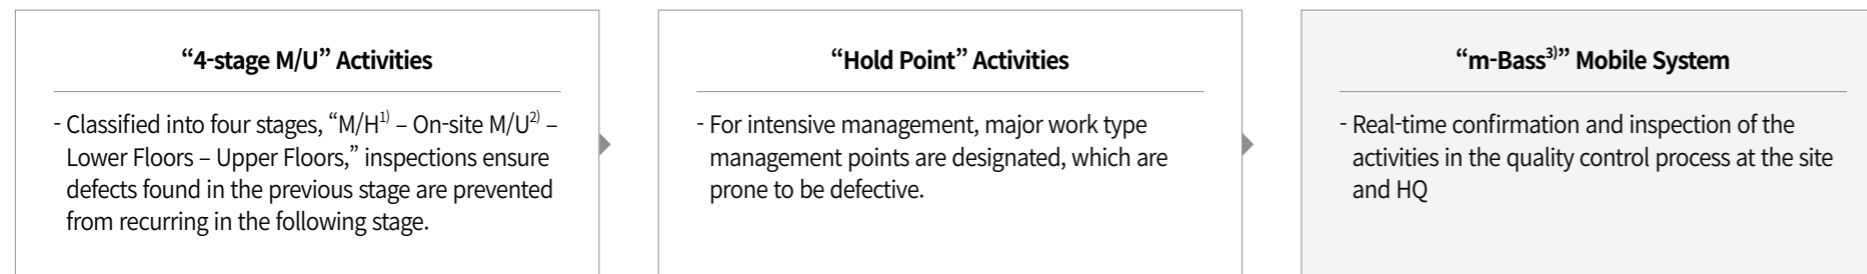 “4-stage M/U” Activities
- Classified into four stages, “M/H1) – On-site M/U2) –
Lower Floors – Upper Floors,” inspections ensure
defects found in the previous stage are prevented
from recurring in the following stage.
“Hold Point” Activities
- For intensive management, major work type
management points are designated, which are
prone to be defective.
“m-Bass3)” Mobile System
- Real-time confirmation and inspection of the
activities in the quality control process at the site
and HQ